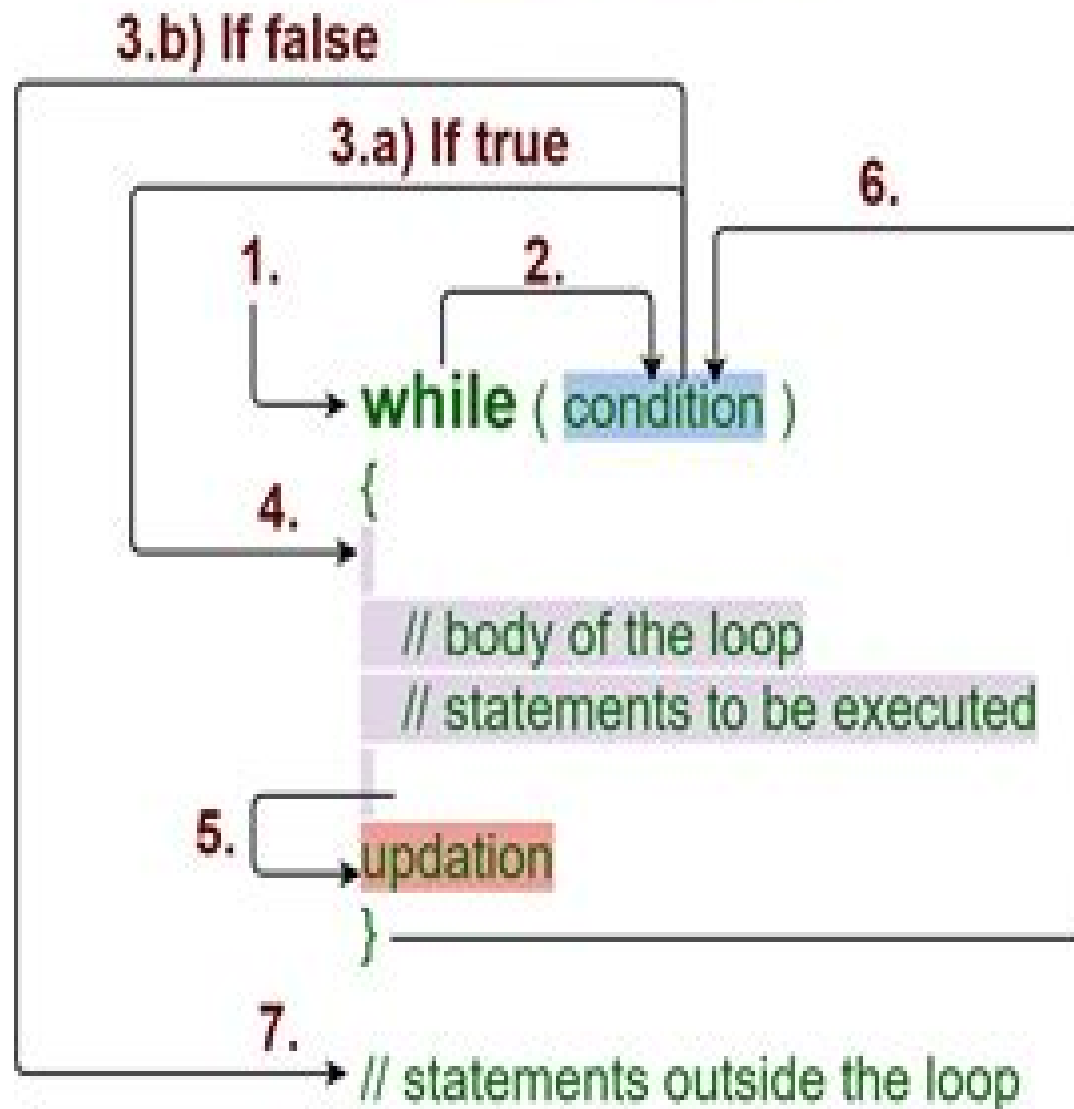 3.b) If false
3.a) If true
6.
1.
2.
while ( condition )
{
4.
// body of the loop
// statements to be executed
5.
updation
}
7.
// statements outside the loop